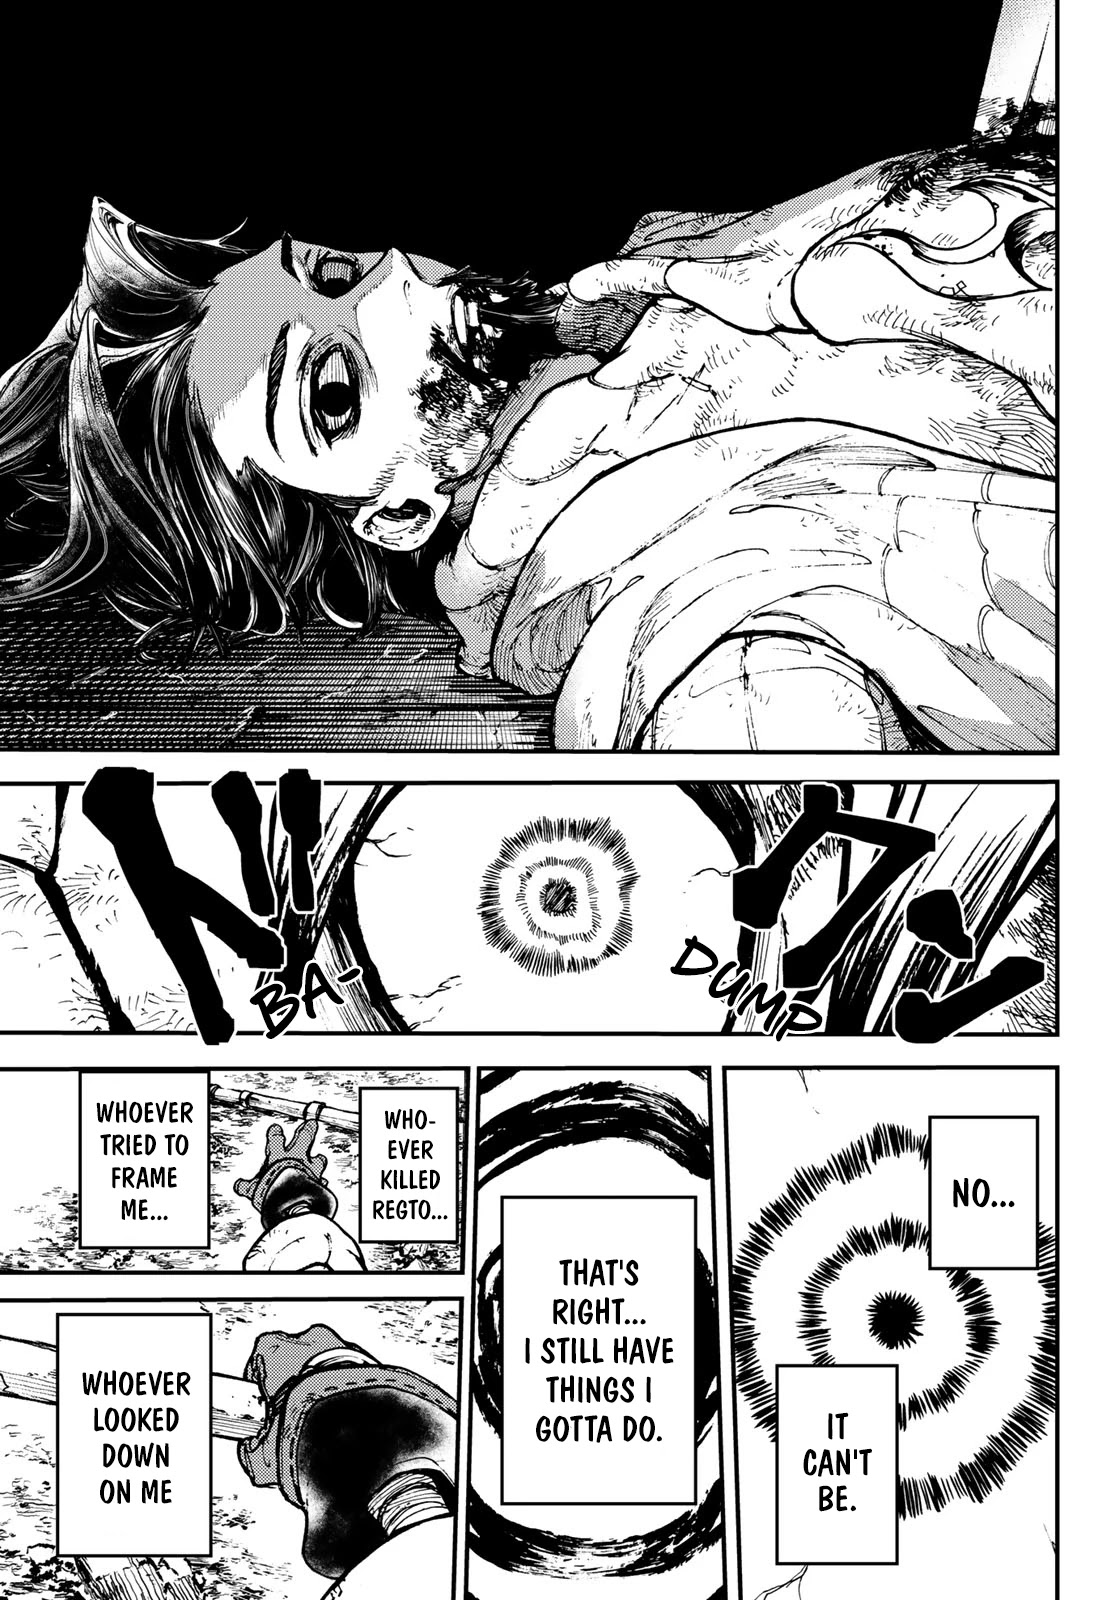 ドクン
DUMP
BA-
NO...
IT
CAN'T
BE.
THAT'S
RIGHT...
I STILL HAVE
THINGS I
GOTTA DO.
WHO-
EVER
KILLED
REGTO...
WHOEVER
TRIED TO
FRAME
ME...
WHOEVER
LOOKED
DOWN
ON ME